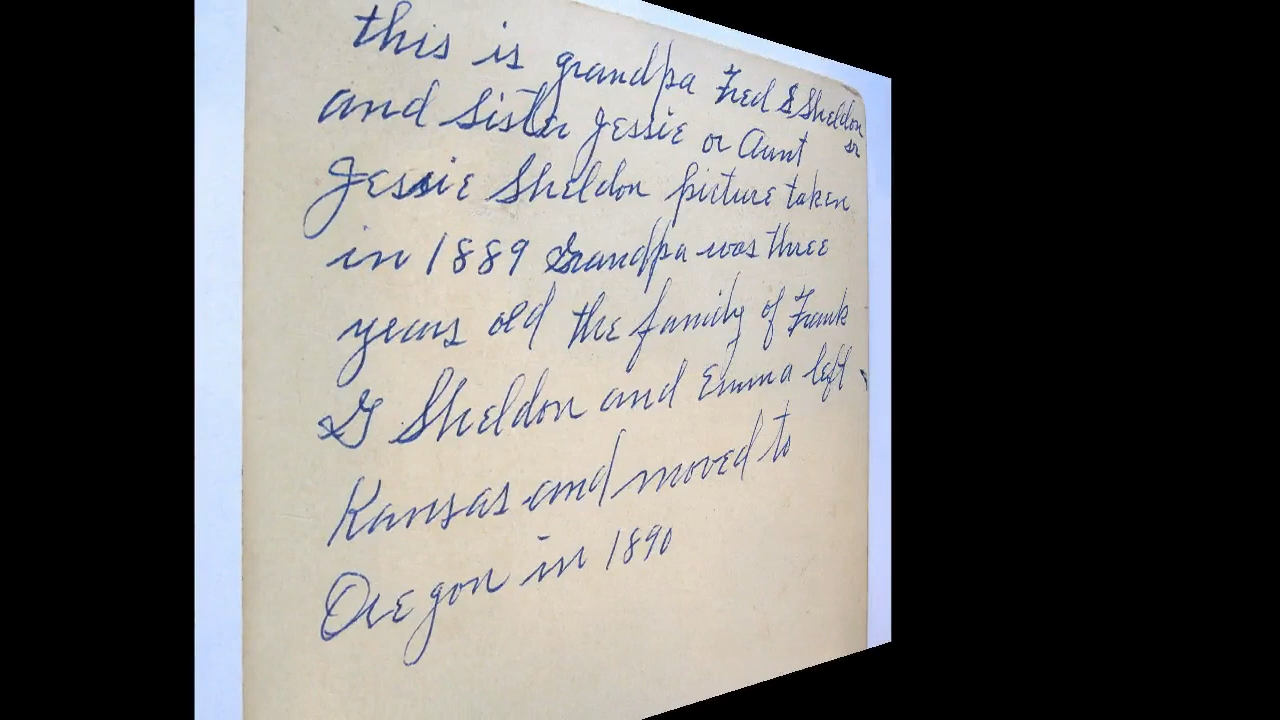 this is grandpa Fred E Sheldon
sr
and Sister Jessie or Aunt
Jessie Sheldon picture taken
in 1889 Grandpa was three
years old the family of Frank
G Sheldon and Emma left
Kansas and moved to
Oregon in 1890